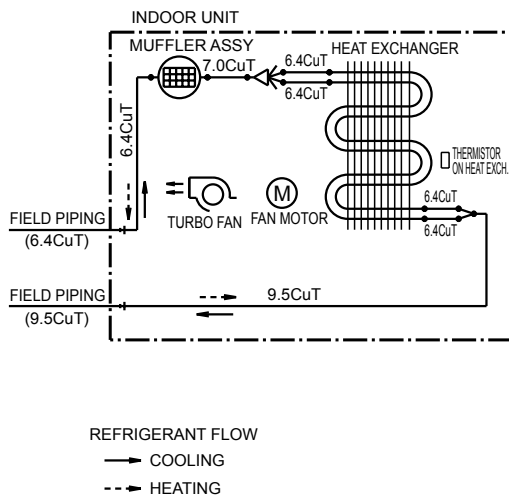 INDOOR UNIT
MUFFLER ASSY
7.0CuT
6.4CuT
6.4CuT
HEAT EXCHANGER
6.4CuT
THERMISTOR
ON HEAT EXCH.
TURBO FAN
M
FAN MOTOR
6.4CuT
6.4CuT
FIELD PIPING
(6.4CuT)
FIELD PIPING
(9.5CuT)
9.5CuT
REFRIGERANT FLOW
COOLING
HEATING